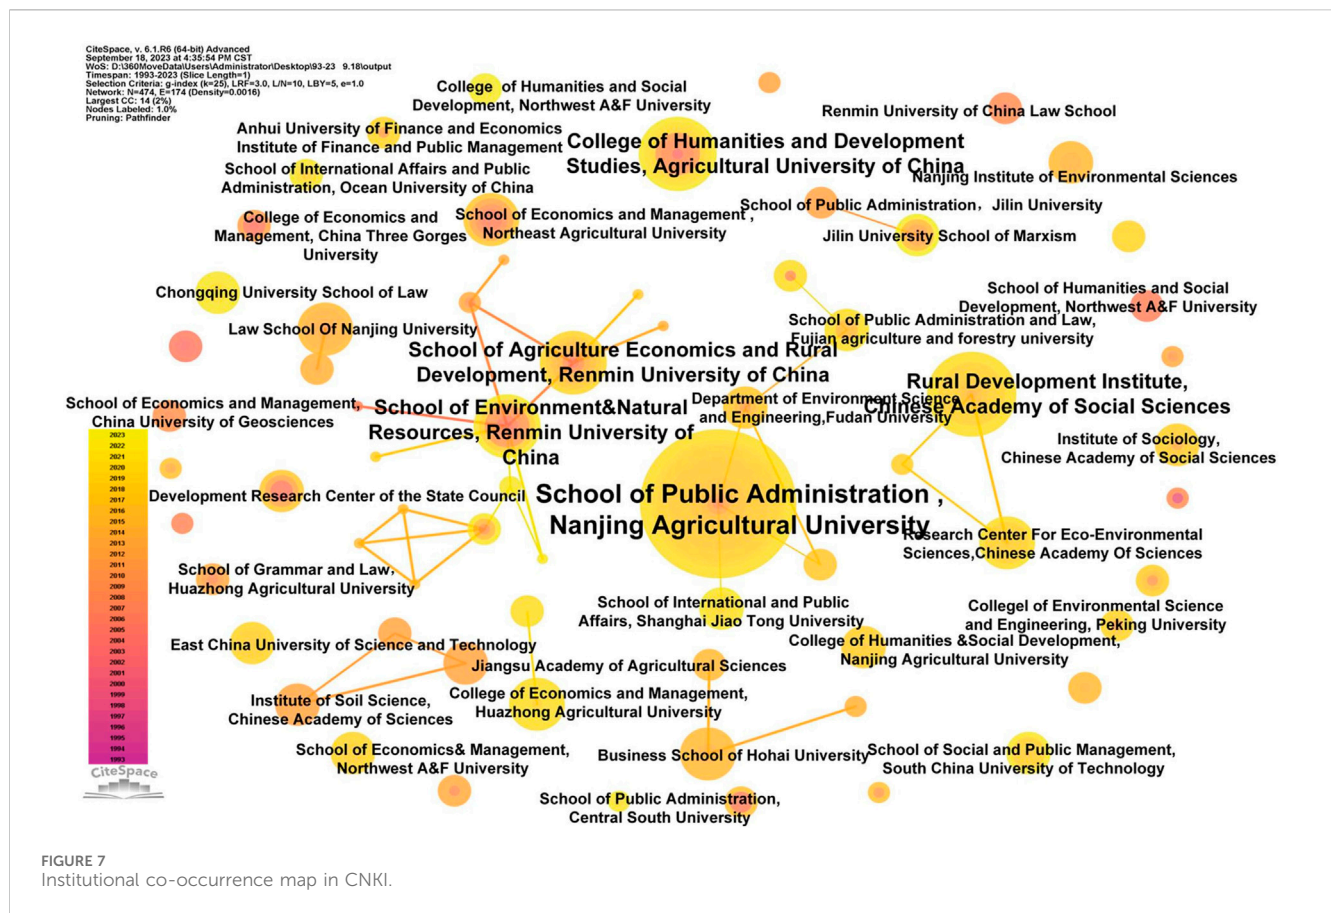 CiteSpace, v. 6.1.R6 (64-bit) Advanced
September 18, 2023 at 4:35:54 PM CST
WoS: D:\360MoveData\Users\Administrator\Desktop\93-23 9.18\output
Timespan: 1993-2023 (Slice Length=1)
Selection Criteria: g-index (k=25), LRF=3.0, L/N=10, LBY=5, e=1.0
Network: N=474, E=174 (Density=0.0016)
Largest CC: 14 (2%)
Nodes Labeled: 1.0%
Pruning: Pathfinder
College of Humanities and Social
Development, Northwest A&F University
Renmin University of China Law School
Anhui University of Finance and Economics
Institute of Finance and Public Management
College of Humanities and Development
Studies, Agricultural University of China
School of International Affairs and Public
Administration, Ocean University of China
Nanjing Institute of Environmental Sciences
College of Economics and
Management, China Three Gorges
University
School of Economics and Management ,
Northeast Agricultural University
School of Public Administration, Jilin University
Jilin University School of Marxism
Chongqing University School of Law
School of Humanities and Social
Development, Northwest A&F University
Law School Of Nanjing University
School of Public Administration and Law,
Fujian agriculture and forestry university
School of Agriculture Economics and Rural
Development, Renmin University of China
Rural Development Institute,
Chinese Academy of Social Sciences
School of Economics and Management,
China University of Geosciences
School of Environment&Natural
Resources, Renmin University of
China
Department of Environment Science
and Engineering,Fudan University
Institute of Sociology,
Chinese Academy of Social Sciences
Development Research Center of the State Council
School of Public Administration ,
Nanjing Agricultural University
Research Center For Eco-Environmental
Sciences,Chinese Academy Of Sciences
School of Grammar and Law,
Huazhong Agricultural University
School of International and Public
Affairs, Shanghai Jiao Tong University
Collegel of Environmental Science
and Engineering, Peking University
East China University of Science and Technology
College of Humanities &Social Development,
Nanjing Agricultural University
Jiangsu Academy of Agricultural Sciences
Institute of Soil Science,
Chinese Academy of Sciences
College of Economics and Management,
Huazhong Agricultural University
School of Economics& Management,
Northwest A&F University
Business School of Hohai University
School of Social and Public Management,
South China University of Technology
School of Public Administration,
Central South University
2023
2022
2021
2020
2019
2018
2017
2016
2015
2014
2013
2012
2011
2010
2009
2008
2007
2006
2005
2004
2003
2002
2001
2000
1999
1998
1997
1996
1995
1994
1993
CiteSpace
FIGURE 7
Institutional co-occurrence map in CNKI.